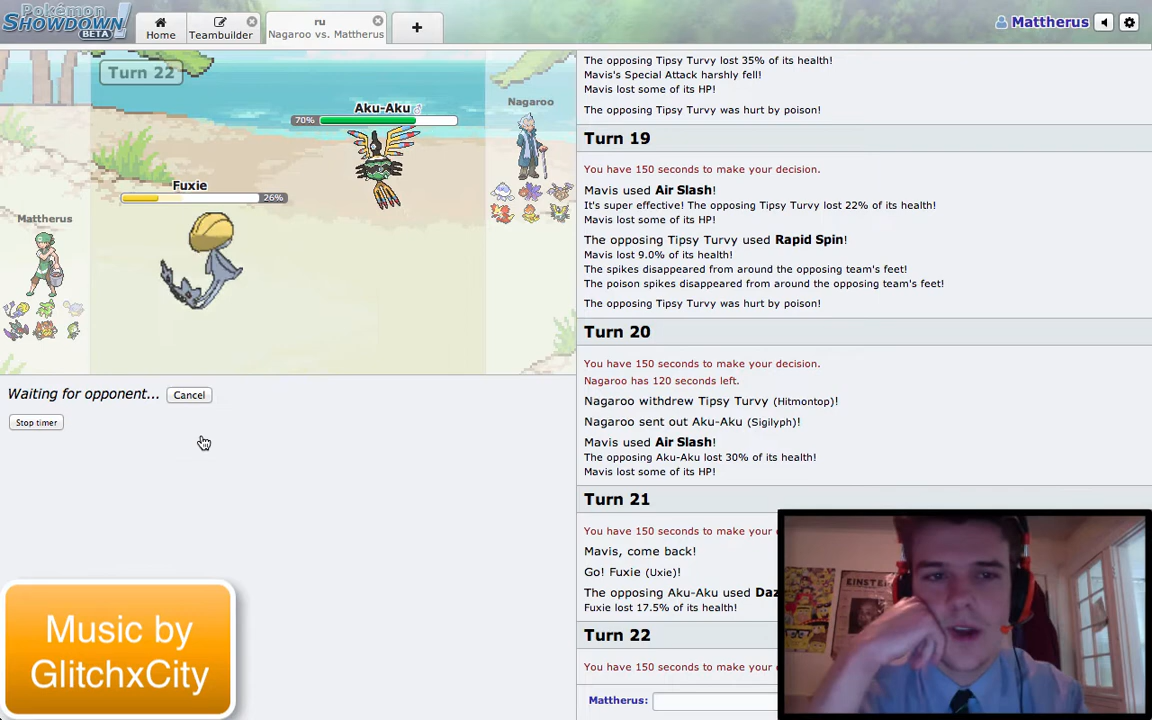 Pokémon
SHOWDOWN!
BETA
Home
Teambuilder
ru
Nagaroo vs. Mattherus
+
Mattherus
Turn 22
Aku-Aku
70%
Nagaroo
Fuxie
26%
Mattherus
Waiting for opponent...
Cancel
Stop timer
The opposing Tipsy Turvy lost 35% of its health!
Mavis's Special Attack harshly fell!
Mavis lost some of its HP!
The opposing Tipsy Turvy was hurt by poison!
Turn 19
You have 150 seconds to make your decision.
Mavis used Air Slash!
It's super effective! The opposing Tipsy Turvy lost 22% of its health!
Mavis lost some of its HP!
The opposing Tipsy Turvy used Rapid Spin!
Mavis lost 9.0% of its health!
The spikes disappeared from around the opposing team's feet!
The poison spikes disappeared from around the opposing team's feet!
The opposing Tipsy Turvy was hurt by poison!
Turn 20
You have 150 seconds to make your decision.
Nagaroo has 120 seconds left.
Nagaroo withdrew Tipsy Turvy (Hitmontop)!
Nagaroo sent out Aku-Aku (Sigilyph)!
Mavis used Air Slash!
The opposing Aku-Aku lost 30% of its health!
Mavis lost some of its HP!
Turn 21
You have 150 seconds to make your d
Mavis, come back!
Go! Fuxie (Uxie)!
The opposing Aku-Aku used Daz
Fuxie lost 17.5% of its health!
Turn 22
You have 150 seconds to make your d
Mattherus:
EINSTE
Music by
GlitchxCity